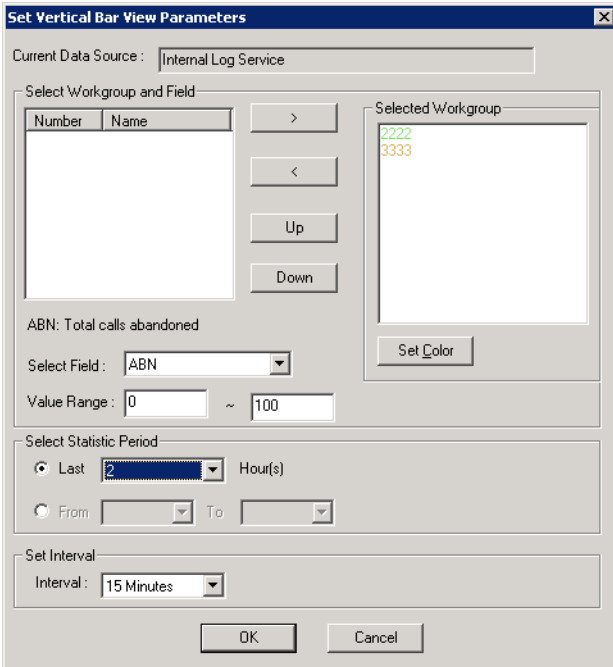 Set Vertical Bar View Parameters
Current Data Source : Internal Log Service
Select Workgroup and Field
Number Name
>
<
Up
Down
Selected Workgroup
2222
3333
Set Color
ABN: Total calls abandoned
Select Field : ABN
Value Range : 0 ~ 100
Select Statistic Period
Last 2 Hour(s)
From To
Set Interval
Interval : 15 Minutes
OK Cancel